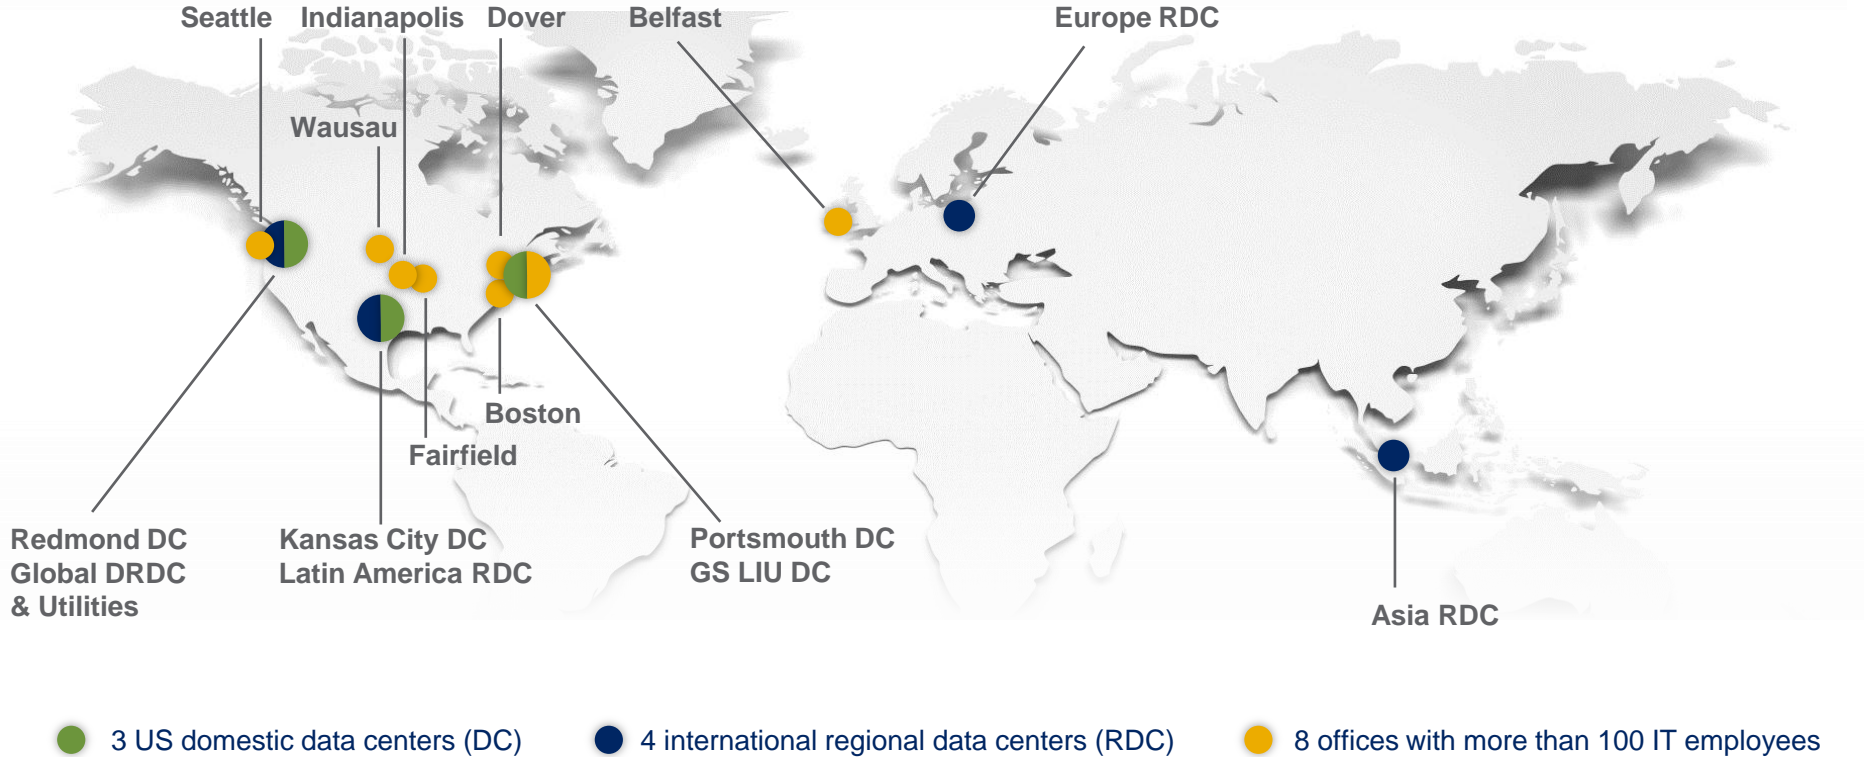 Seattle
Indianapolis
Dover
Belfast
Europe RDC
Wausau
Boston
Fairfield
Redmond DC
Global DRDC
& Utilities
Kansas City DC
Latin America RDC
Portsmouth DC
GS LIU DC
Asia RDC
3 US domestic data centers (DC)
4 international regional data centers (RDC)
8 offices with more than 100 IT employees